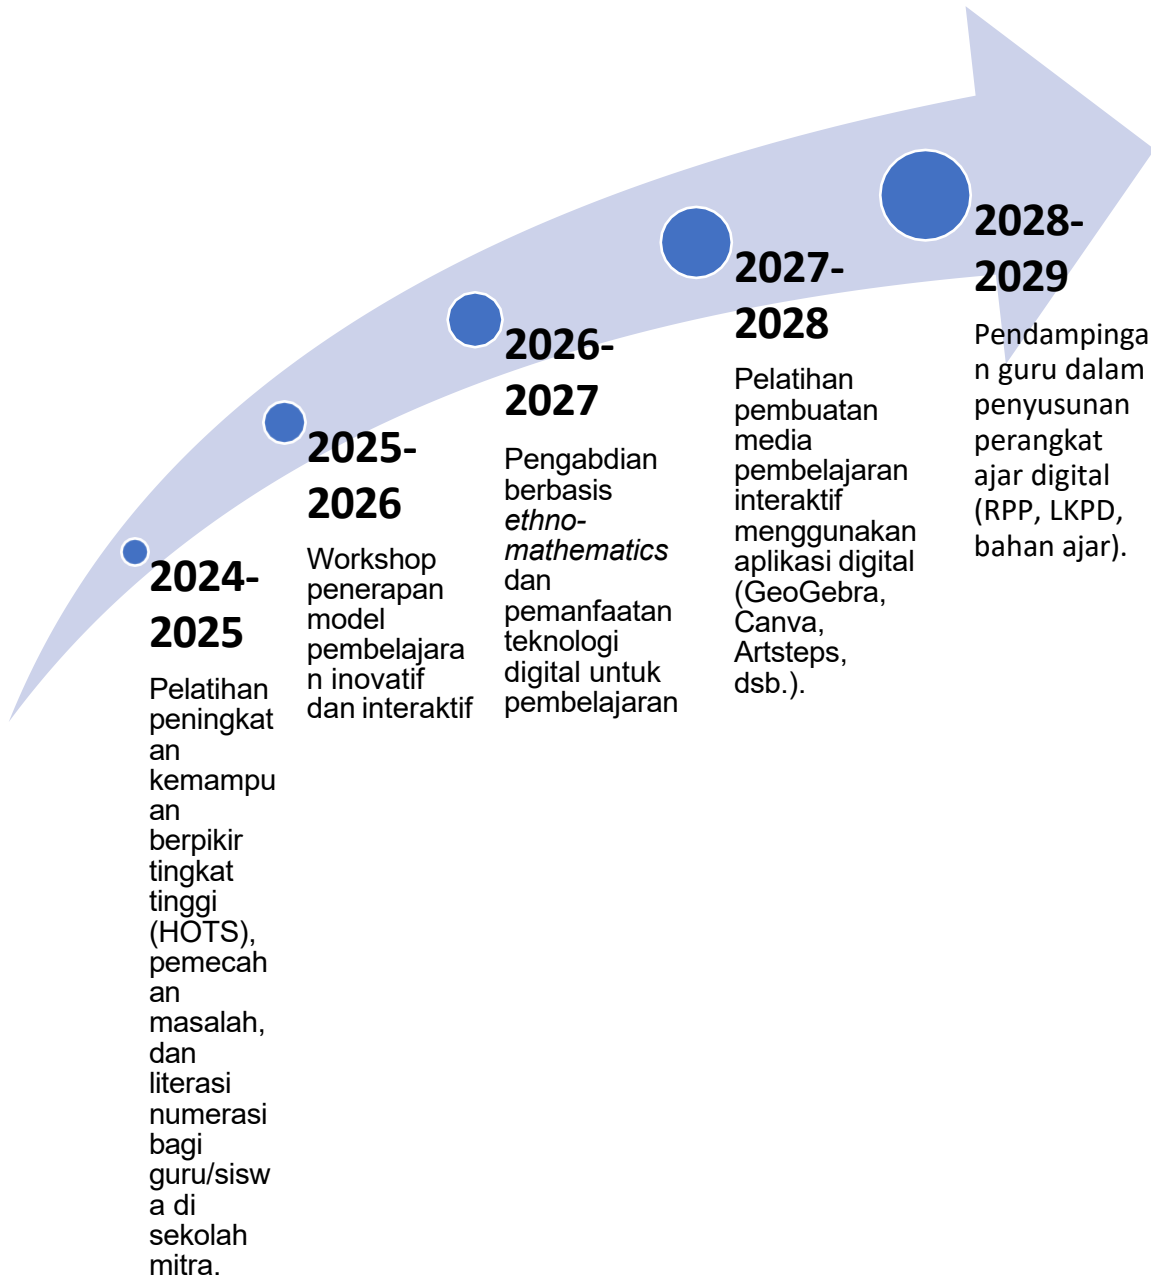 2024-
2025
Pelatihan
peningkat
an
kemampu
an
berpikir
tingkat
tinggi
(HOTS),
pemecah
an
masalah,
dan
literasi
numerasi
bagi
guru/sisw
a di
sekolah
mitra.
2025-
2026
Workshop
penerapan
model
pembelajara
n inovatif
dan interaktif
2026-
2027
Pengabdian
berbasis
ethno-
mathematics
dan
pemanfaatan
teknologi
digital untuk
pembelajaran
2027-
2028
Pelatihan
pembuatan
media
pembelajaran
interaktif
menggunakan
aplikasi digital
(GeoGebra,
Canva,
Artsteps,
dsb.).
2028-
2029
Pendampinga
n guru dalam
penyusunan
perangkat
ajar digital
(RPP, LKPD,
bahan ajar).